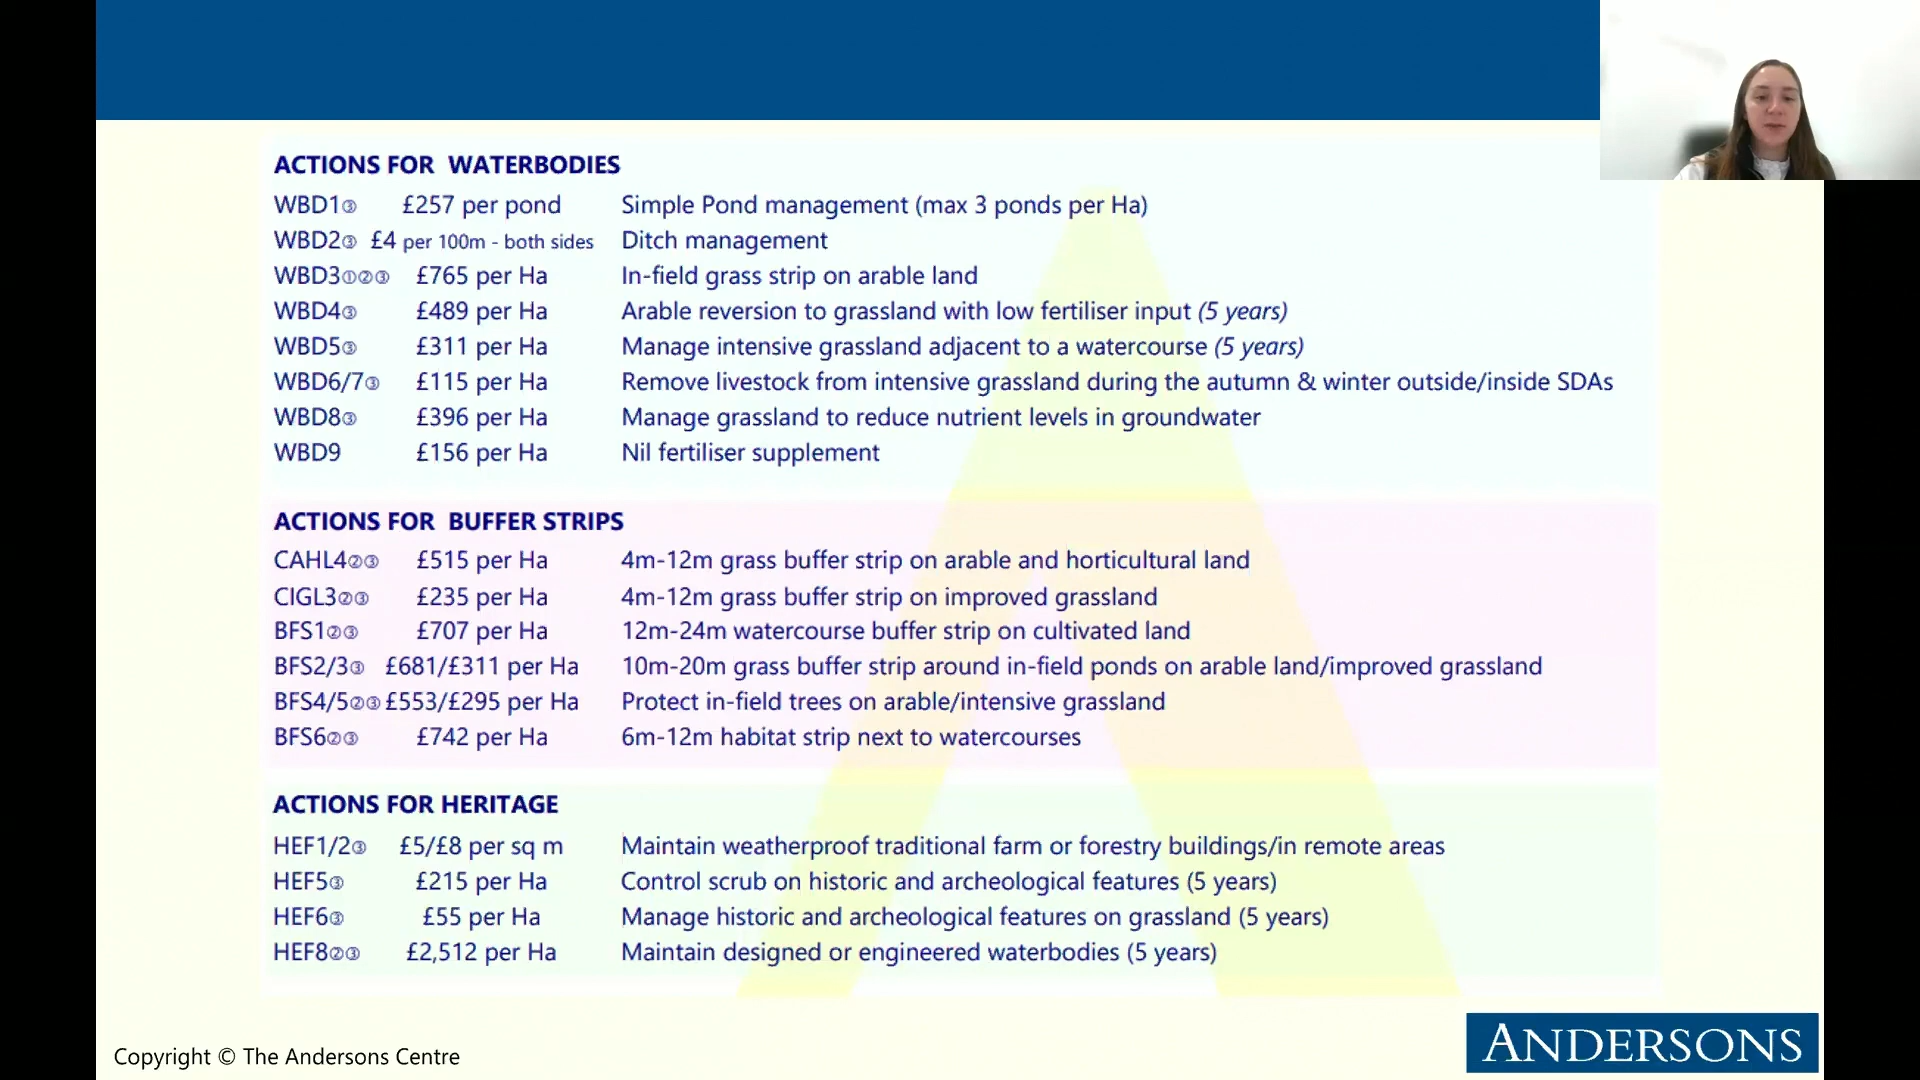 ACTIONS FOR WATERBODIES
WBD1③ £257 per pond Simple Pond management (max 3 ponds per Ha)
WBD2③ £4 per 100m - both sides Ditch management
WBD3①②③ £765 per Ha In-field grass strip on arable land
WBD4③ £489 per Ha Arable reversion to grassland with low fertiliser input (5 years)
WBD5③ £311 per Ha Manage intensive grassland adjacent to a watercourse (5 years)
WBD6/7③ £115 per Ha Remove livestock from intensive grassland during the autumn & winter outside/inside SDAs
WBD8③ £396 per Ha Manage grassland to reduce nutrient levels in groundwater
WBD9 £156 per Ha Nil fertiliser supplement
ACTIONS FOR BUFFER STRIPS
CAHL4②③ £515 per Ha 4m-12m grass buffer strip on arable and horticultural land
CIGL3②③ £235 per Ha 4m-12m grass buffer strip on improved grassland
BFS1②③ £707 per Ha 12m-24m watercourse buffer strip on cultivated land
BFS2/3③ £681/£311 per Ha 10m-20m grass buffer strip around in-field ponds on arable land/improved grassland
BFS4/5②③ £553/£295 per Ha Protect in-field trees on arable/intensive grassland
BFS6②③ £742 per Ha 6m-12m habitat strip next to watercourses
ACTIONS FOR HERITAGE
HEF1/2③ £5/£8 per sq m Maintain weatherproof traditional farm or forestry buildings/in remote areas
HEF5③ £215 per Ha Control scrub on historic and archeological features (5 years)
HEF6③ £55 per Ha Manage historic and archeological features on grassland (5 years)
HEF8②③ £2,512 per Ha Maintain designed or engineered waterbodies (5 years)
Copyright © The Andersons Centre
ANDERSONS